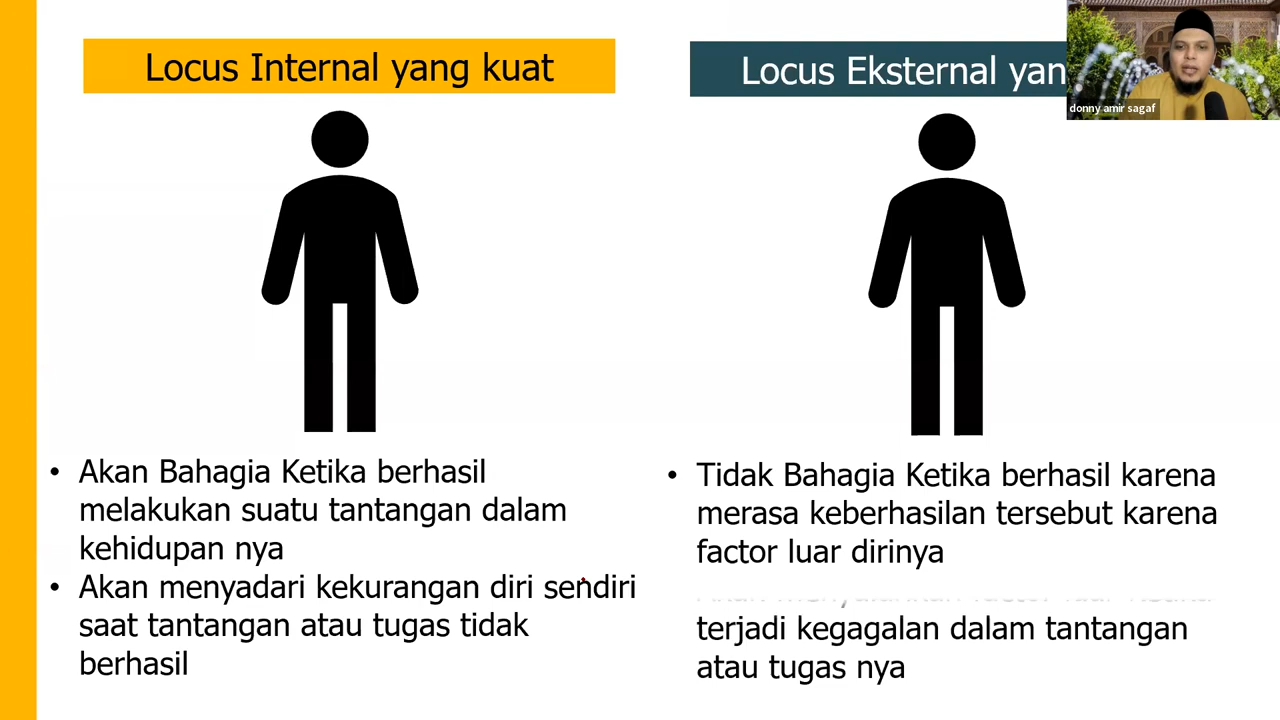 Locus Internal yang kuat
Locus Eksternal yan
donny amir sagaf
• Akan Bahagia Ketika berhasil
melakukan suatu tantangan dalam
kehidupan nya
• Akan menyadari kekurangan diri sendiri
saat tantangan atau tugas tidak
berhasil
• Tidak Bahagia Ketika berhasil karena
merasa keberhasilan tersebut karena
factor luar dirinya
terjadi kegagalan dalam tantangan
atau tugas nya